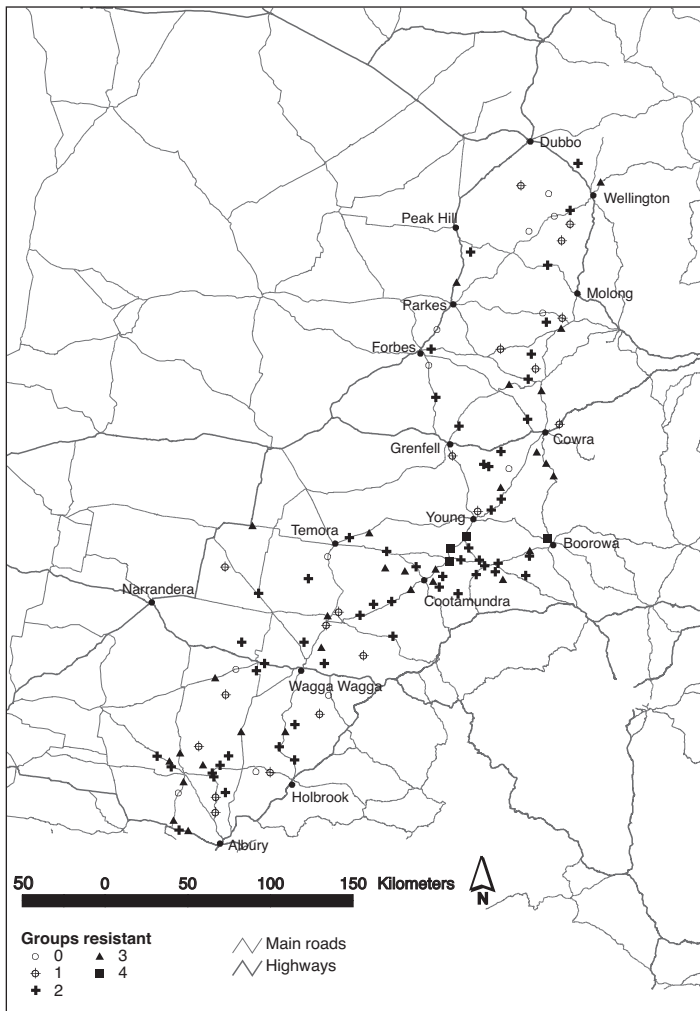 Dubbo
Wellington
Peak Hill
Molong
Parkes
Forbes
Cowra
Grenfell
Young
Temora
Boorowa
Narrandera
Cootamundra
Wagga Wagga
Holbrook
Albury
50 0 50 100 150 Kilometers
N
Groups resistant
0 3
1 4
2
Main roads
Highways